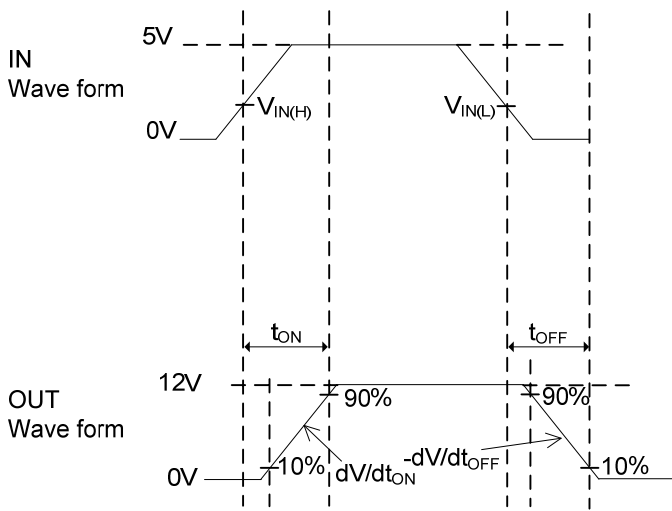 5V
IN
Wave form
V_IN(H)
V_IN(L)
0V
t_ON
t_OFF
12V
90%
90%
OUT
Wave form
0V
10%
dV/dt_ON
-dV/dt_OFF
10%